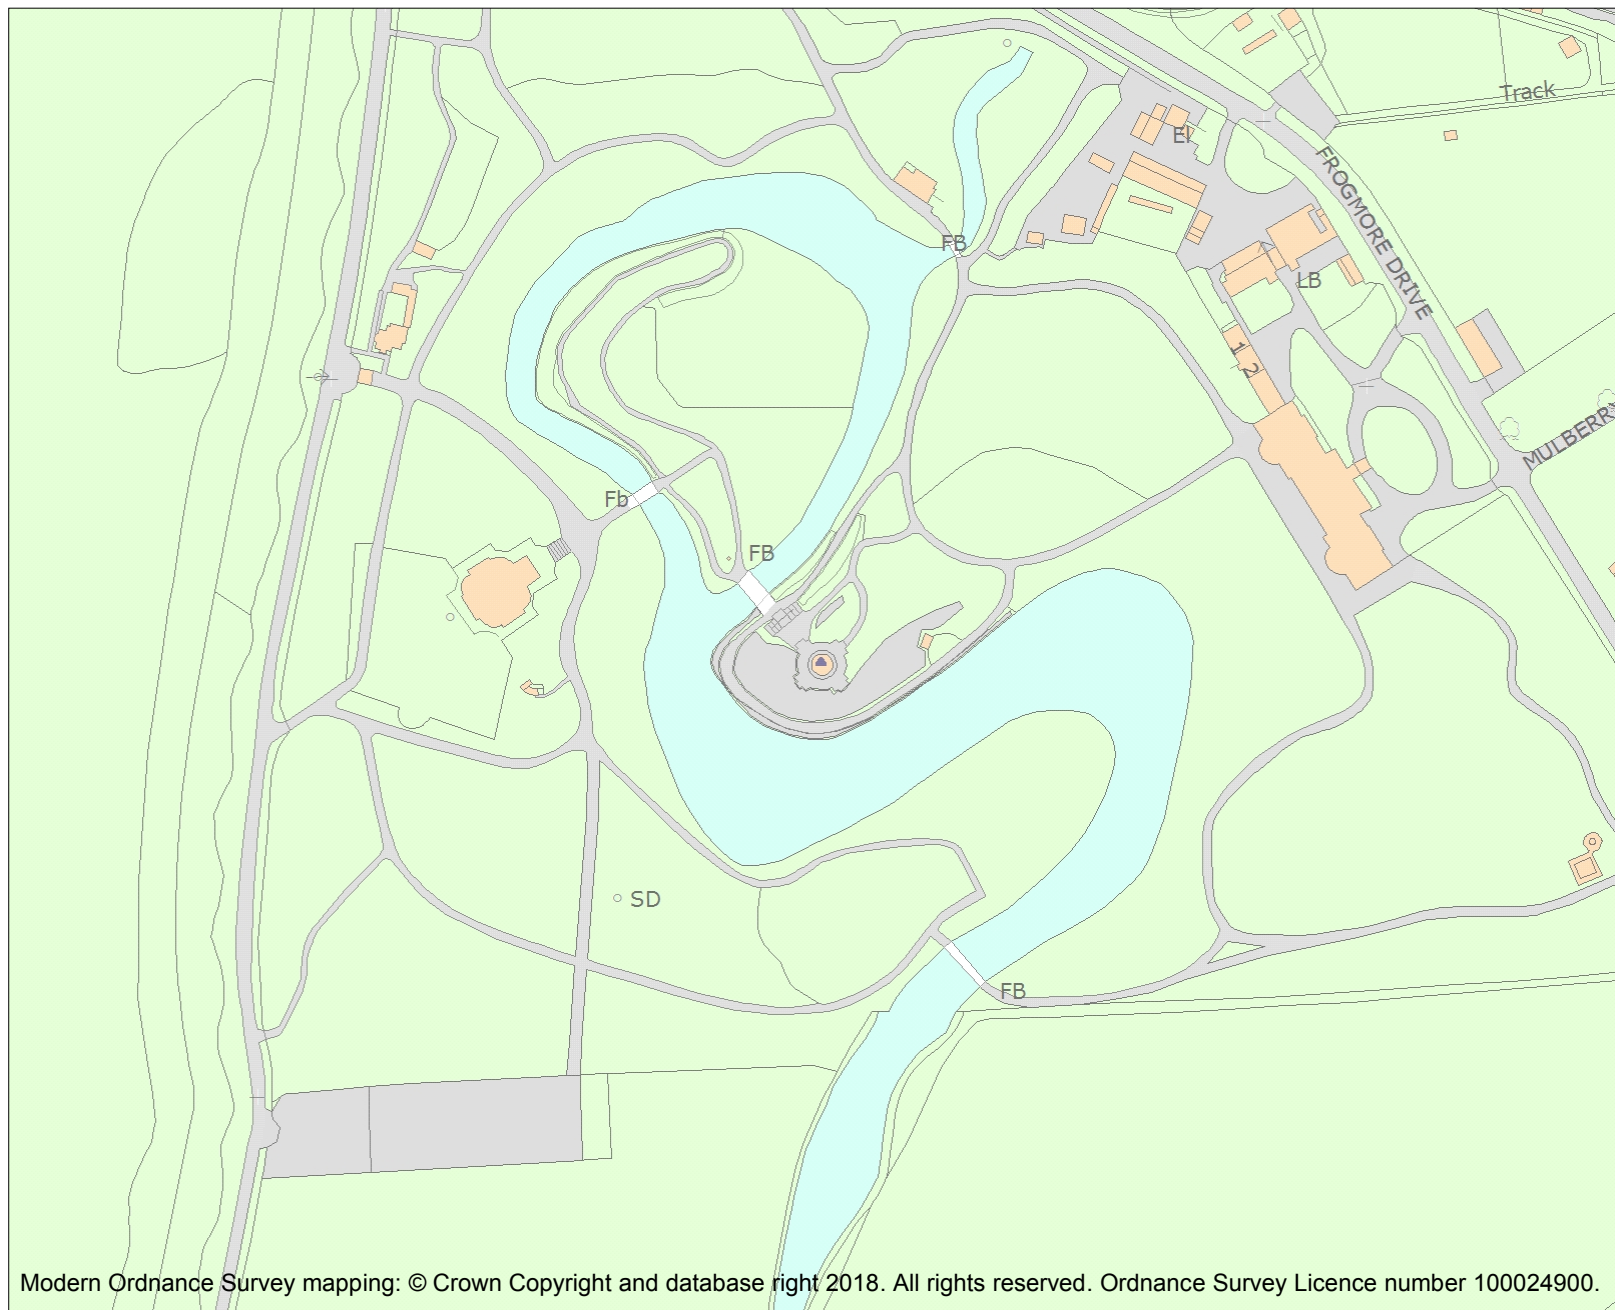 Track
El
FROGMORE DRIVE
FB
LB
1 2
MULBERRY
Fb
FB
SD
FB
Modern Ordnance Survey mapping: © Crown Copyright and database right 2018. All rights reserved. Ordnance Survey Licence number 100024900.